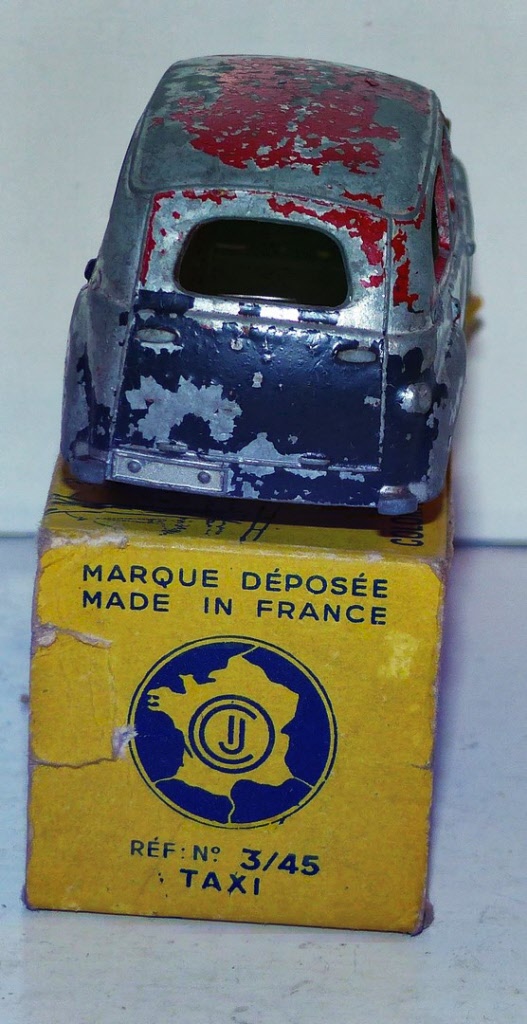 MARQUE DÉPOSÉE
MADE IN FRANCE
CIJ
RÉF: Nº 3/45
TAXI